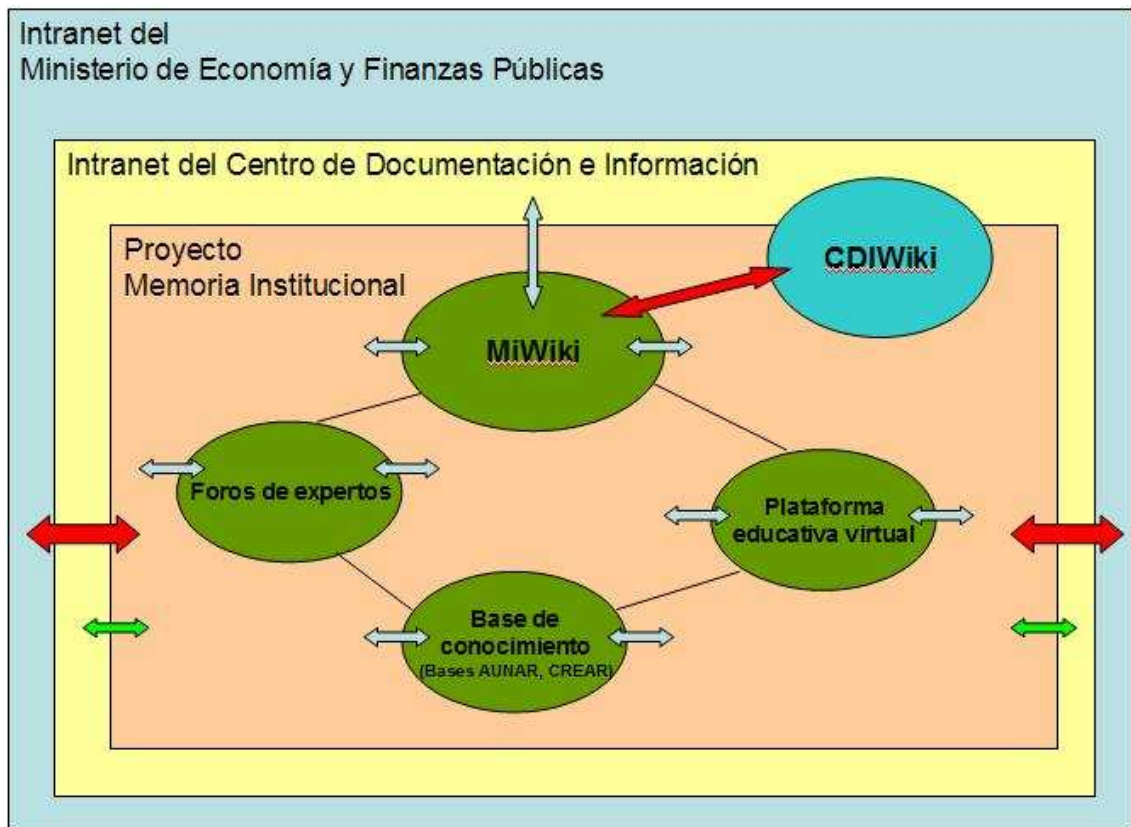 Intranet del
Ministerio de Economía y Finanzas Públicas
Intranet del Centro de Documentación e Información
Proyecto
Memoria Institucional
CDIWiki
MiWiki
Foros de expertos
Plataforma
educativa virtual
Base de
conocimiento
(Bases AUNAR, CREAR)